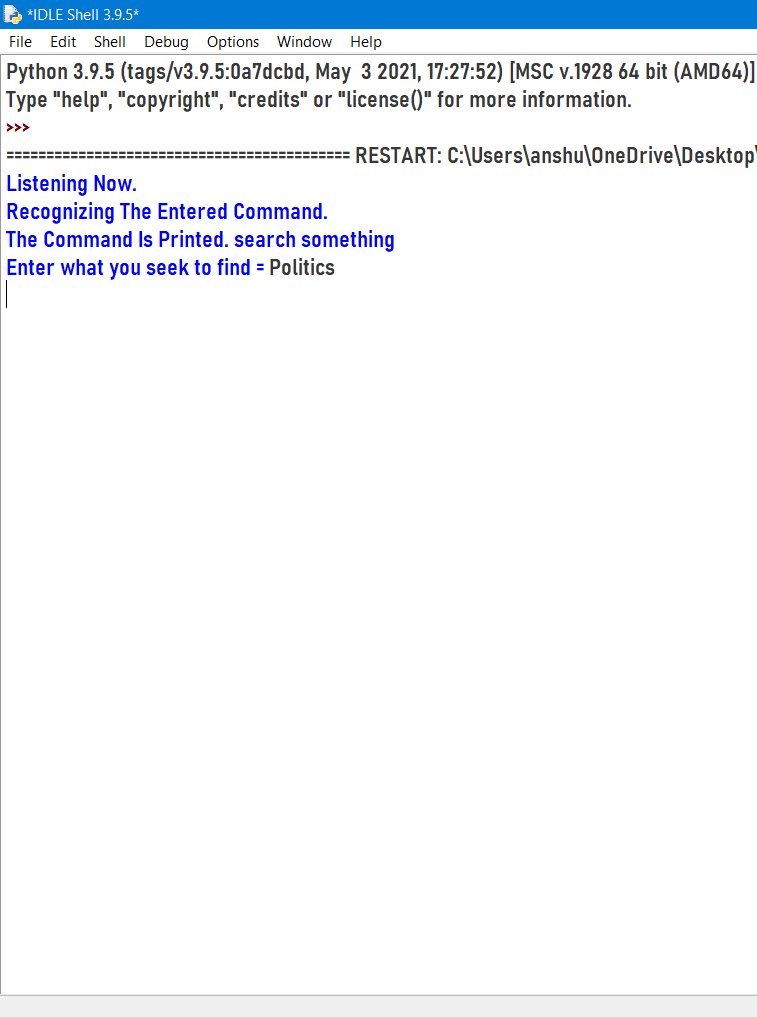 *IDLE Shell 3.9.5*
File Edit Shell Debug Options Window Help
Python 3.9.5 (tags/v3.9.5:0a7dcbd, May  3 2021, 17:27:52) [MSC v.1928 64 bit (AMD64)]
Type "help", "copyright", "credits" or "license()" for more information.
>>>
=========================================== RESTART: C:\Users\anshu\OneDrive\Desktop\
Listening Now.
Recognizing The Entered Command.
The Command Is Printed. search something
Enter what you seek to find = Politics